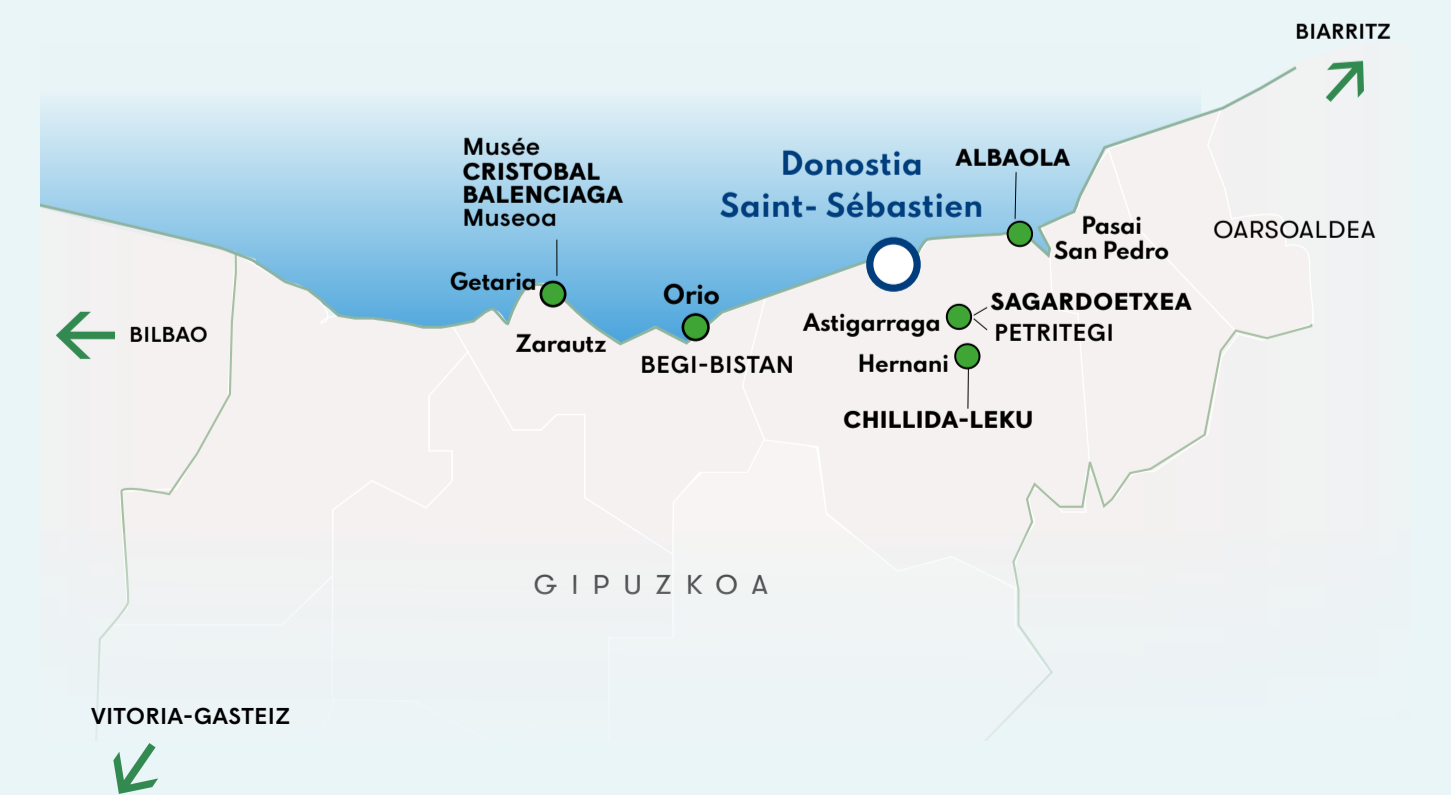 BIARRITZ
Musée
CRISTOBAL
BALENCIAGA
Museoa
Donostia
Saint- Sébastien
ALBAOLA
Pasai
San Pedro
OARSOALDEA
Getaria
Orio
SAGARDOETXEA
Astigarraga
PETRITEGI
BILBAO
Zarautz
BEGI-BISTAN
Hernani
CHILLIDA-LEKU
GIPUZKOA
VITORIA-GASTEIZ